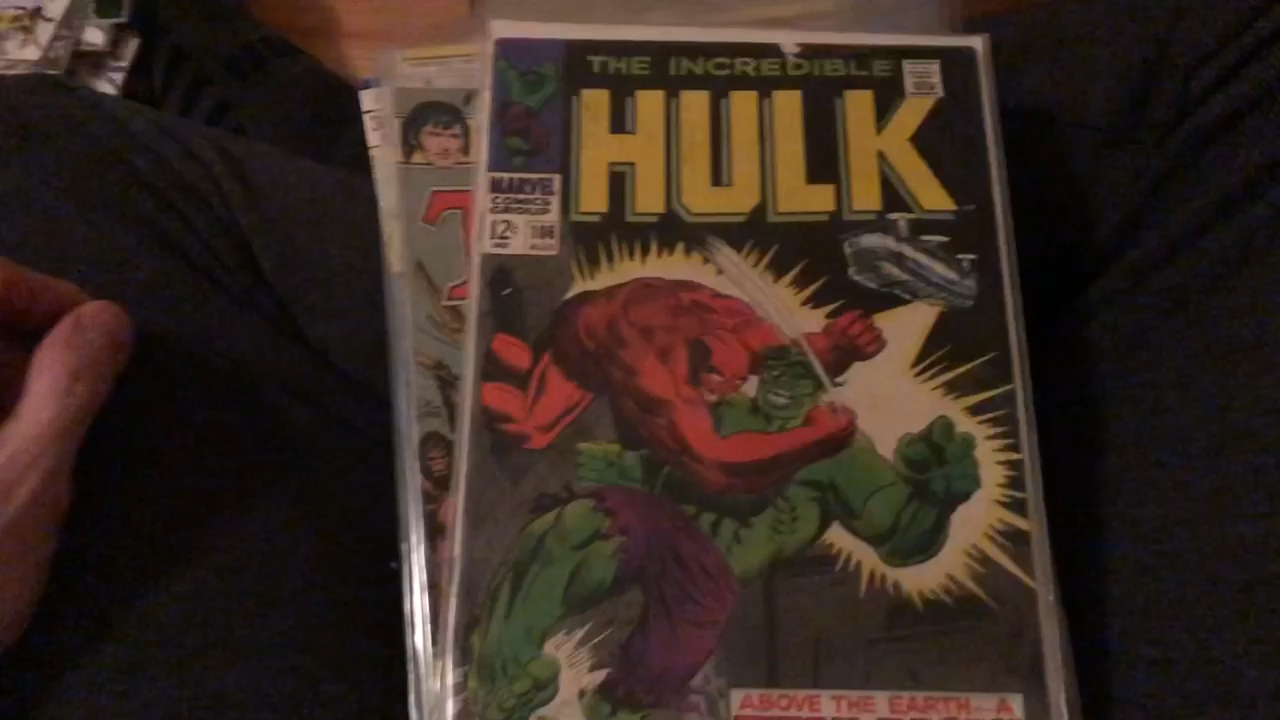 THE INCREDIBLE
HULK
MARVEL
COMICS
GROUP
12¢
ABOVE THE EARTH--A